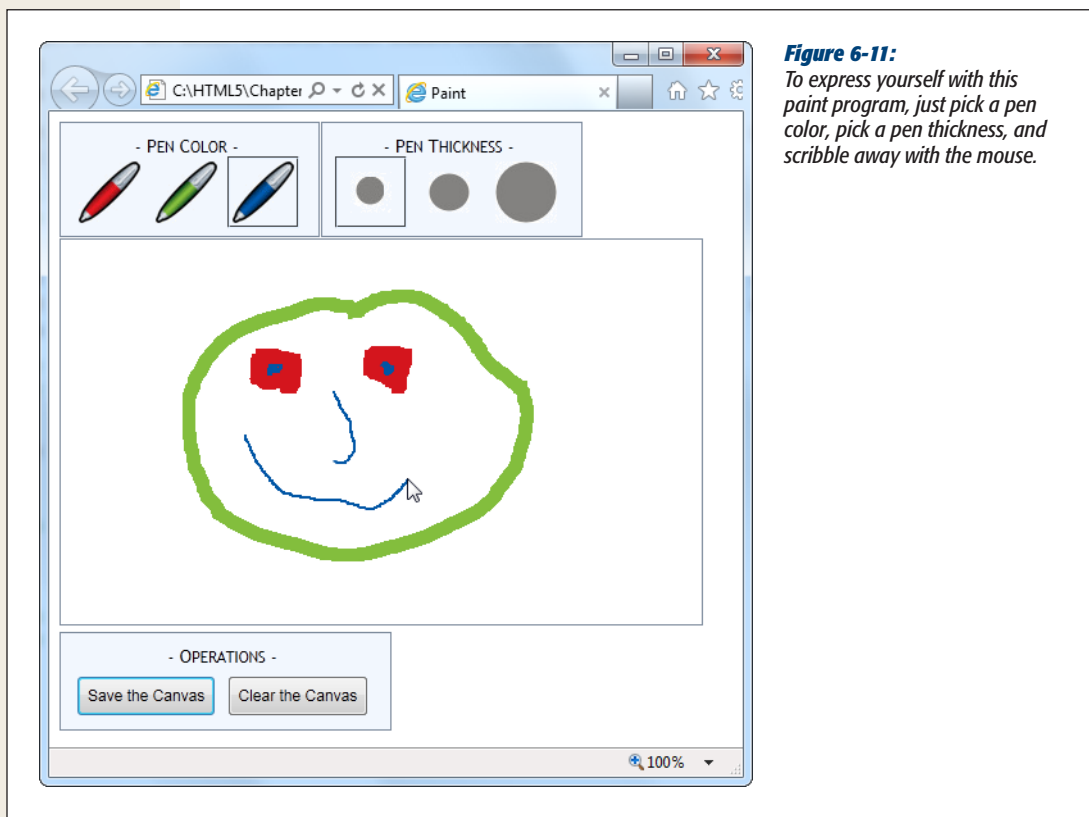 C:\HTML5\Chapter
Paint
- PEN COLOR -
- PEN THICKNESS -
- OPERATIONS -
Save the Canvas
Clear the Canvas
100%
Figure 6-11:
To express yourself with this
paint program, just pick a pen
color, pick a pen thickness, and
scribble away with the mouse.